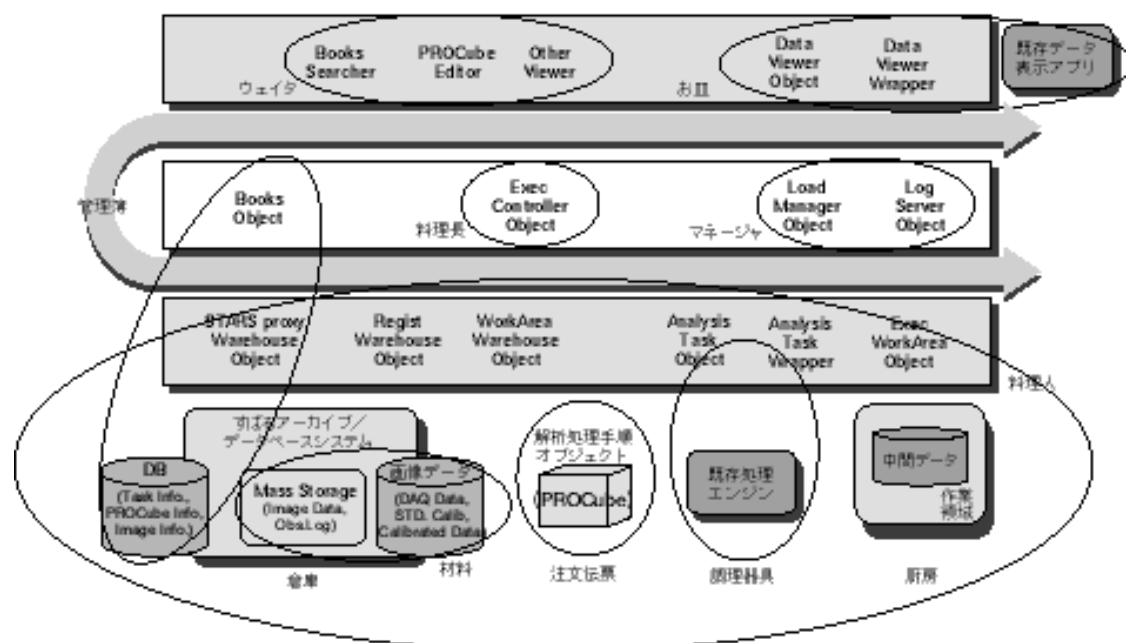 Books
Searcher
PROCube
Editor
Other
Viewer
Data
Viewer
Object
Data
Viewer
Wrapper
既存データ
表示アプリ
ウェイタ
お皿
管理簿
Books
Object
料理長
Exec
Controller
Object
マネージャ
Load
Manager
Object
Log
Server
Object
STARS proxy
Warehouse
Object
Regist
Warehouse
Object
WorkArea
Warehouse
Object
Analysis
Task
Object
Analysis
Task
Wrapper
Exec
WorkArea
Object
料理人
すばるアーカイブ/
データベースシステム
DB
(Task Info.,
PROCube Info,
Image Info.)
Mass Storage
(Image Data,
Obs.Log)
画像データ
(DAQ Data,
STD. Calib,
Calibrated Data)
解析処理手順
オブジェクト
(PROCube)
既存処理
エンジン
中間データ
作業
領域
倉庫
材料
注文伝票
調理器具
厨房